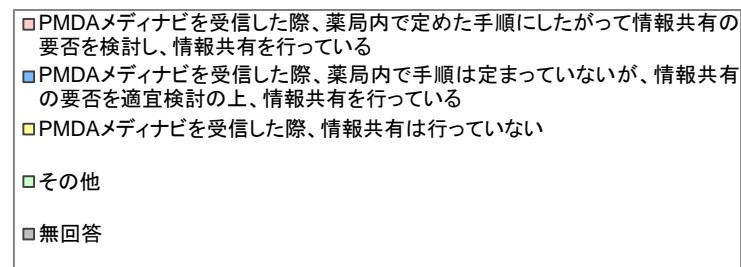 PMDAメディナビを受信した際、薬局内で定めた手順にしたがって情報共有の
要否を検討し、情報共有を行っている
PMDAメディナビを受信した際、薬局内で手順は定まっていないが、情報共有
の要否を適宜検討の上、情報共有を行っている
PMDAメディナビを受信した際、情報共有は行っていない
その他
無回答